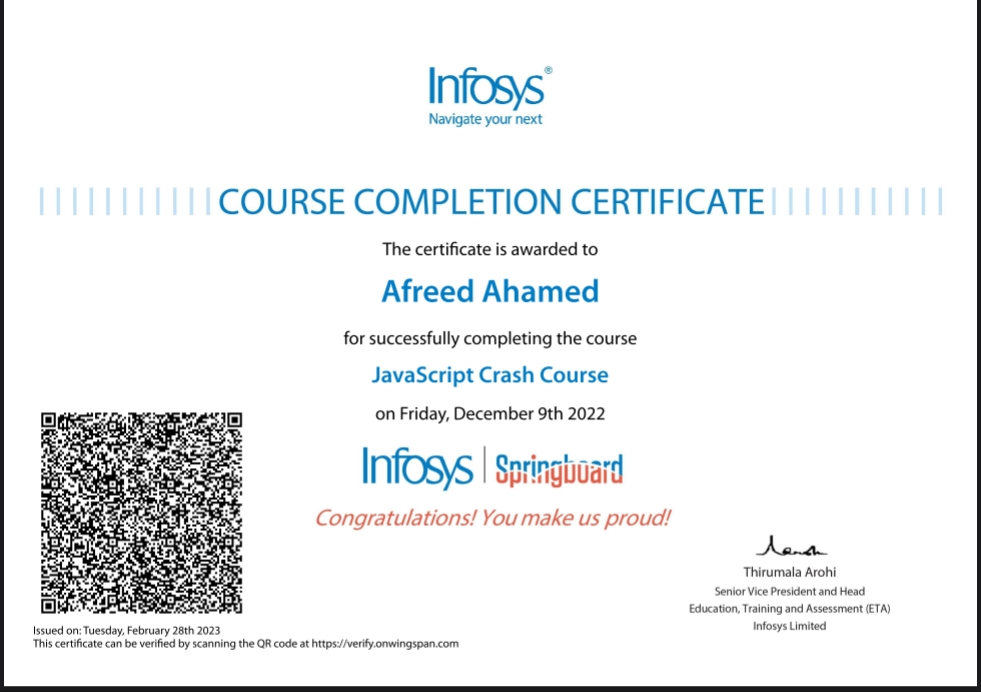 Infosys®
Navigate your next
COURSE COMPLETION CERTIFICATE
The certificate is awarded to
Afreed Ahamed
for successfully completing the course
JavaScript Crash Course
on Friday, December 9th 2022
Infosys | Springboard
Congratulations! You make us proud!
Thirumala Arohi
Senior Vice President and Head
Education, Training and Assessment (ETA)
Infosys Limited
Issued on: Tuesday, February 28th 2023
This certificate can be verified by scanning the QR code at https://verify.onwingspan.com